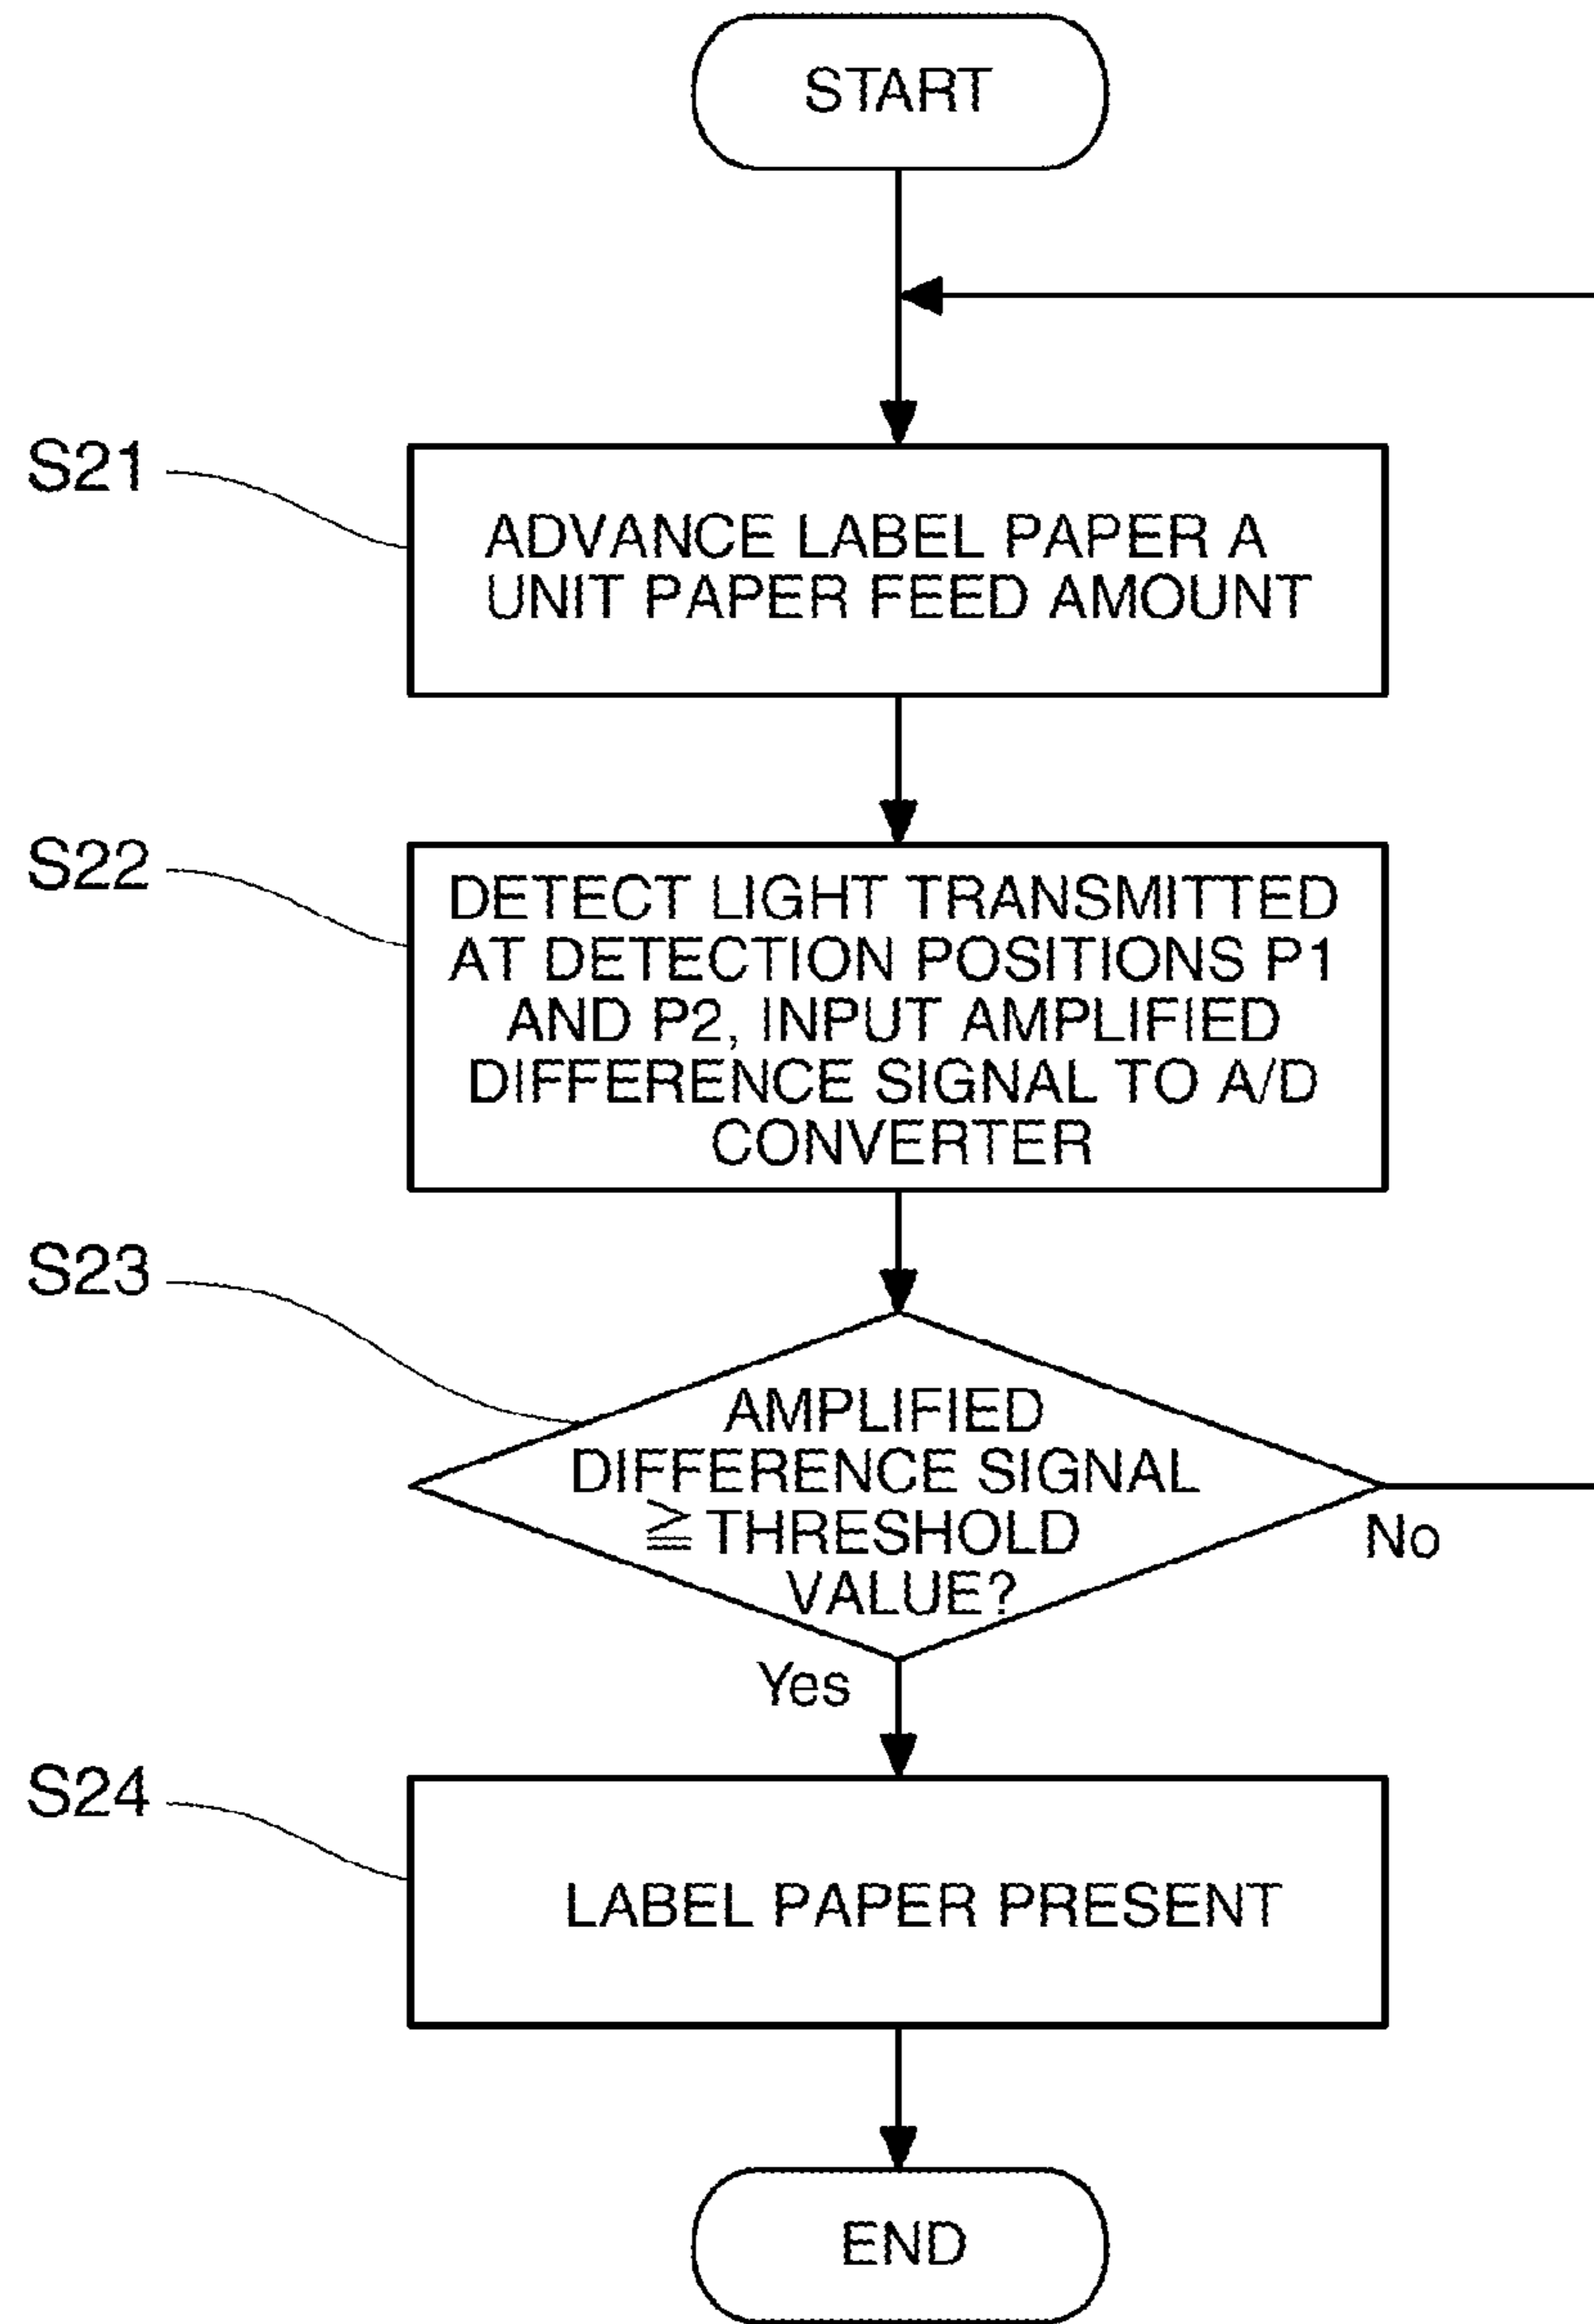 START
S21
ADVANCE LABEL PAPER A
UNIT PAPER FEED AMOUNT
S22
DETECT LIGHT TRANSMITTED
AT DETECTION POSITIONS P1
AND P2, INPUT AMPLIFIED
DIFFERENCE SIGNAL TO A/D
CONVERTER
S23
AMPLIFIED
DIFFERENCE SIGNAL
≧ THRESHOLD
VALUE?
No
Yes
S24
LABEL PAPER PRESENT
END